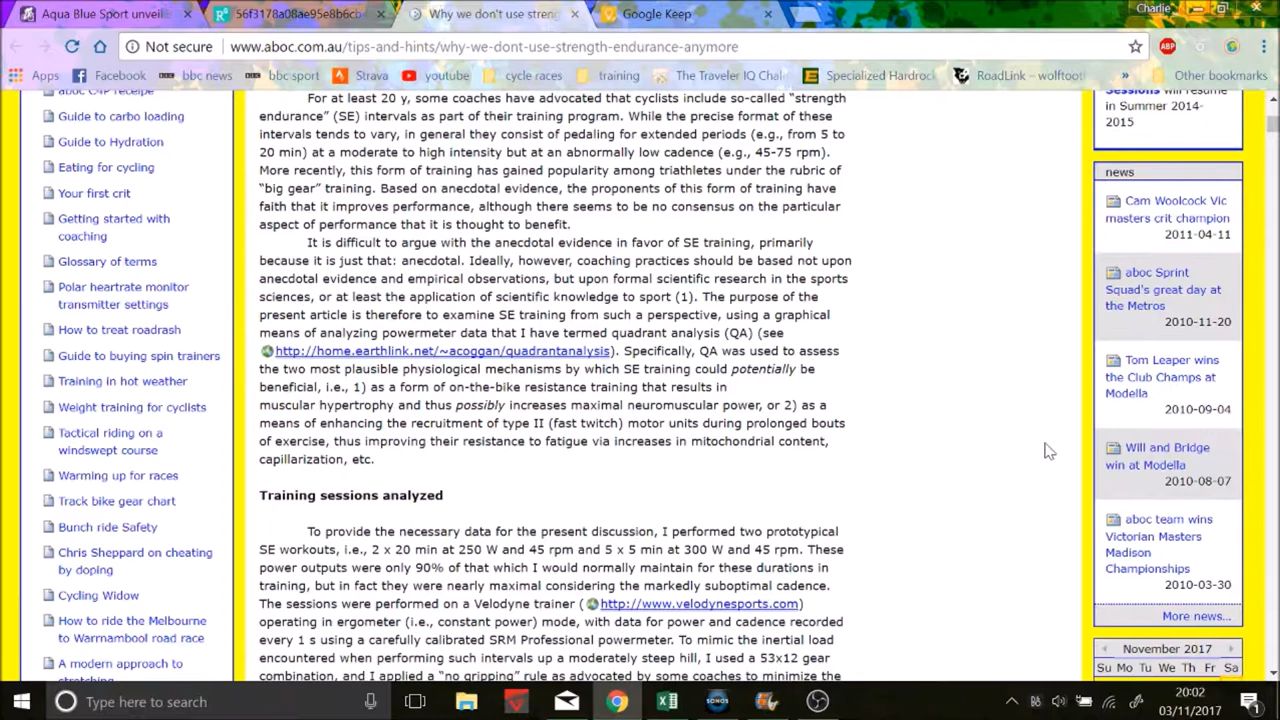 Aqua Blue Sport unveil
56f3178a08ae95e8b6cb
Why we don't use stren
Google Keep
Charlie
Not secure
www.aboc.com.au/tips-and-hints/why-we-dont-use-strength-endurance-anymore
ABP
Apps
Facebook
bbc news
bbc sport
Strava
youtube
cycle races
training
The Traveler IQ Chal
Specialized Hardroc
RoadLink – wolftoot
»
Other bookmarks
aboc C4P receipe
Guide to carbo loading
Guide to Hydration
Eating for cycling
Your first crit
Getting started with
coaching
Glossary of terms
Polar heartrate monitor
transmitter settings
How to treat roadrash
Guide to buying spin trainers
Training in hot weather
Weight training for cyclists
Tactical riding on a
windswept course
Warming up for races
Track bike gear chart
Bunch ride Safety
Chris Sheppard on cheating
by doping
Cycling Widow
How to ride the Melbourne
to Warrnambool road race
A modern approach to
stretching
For at least 20 y, some coaches have advocated that cyclists include so-called “strength
endurance” (SE) intervals as part of their training program. While the precise format of these
intervals tends to vary, in general they consist of pedaling for extended periods (e.g., from 5 to
20 min) at a moderate to high intensity but at an abnormally low cadence (e.g., 45-75 rpm).
More recently, this form of training has gained popularity among triathletes under the rubric of
“big gear” training. Based on anecdotal evidence, the proponents of this form of training have
faith that it improves performance, although there seems to be no consensus on the particular
aspect of performance that it is thought to benefit.
It is difficult to argue with the anecdotal evidence in favor of SE training, primarily
because it is just that: anecdotal. Ideally, however, coaching practices should be based not upon
anecdotal evidence and empirical observations, but upon formal scientific research in the sports
sciences, or at least the application of scientific knowledge to sport (1). The purpose of the
present article is therefore to examine SE training from such a perspective, using a graphical
means of analyzing powermeter data that I have termed quadrant analysis (QA) (see
http://home.earthlink.net/~acoggan/quadrantanalysis). Specifically, QA was used to assess
the two most plausible physiological mechanisms by which SE training could potentially be
beneficial, i.e., 1) as a form of on-the-bike resistance training that results in
muscular hypertrophy and thus possibly increases maximal neuromuscular power, or 2) as a
means of enhancing the recruitment of type II (fast twitch) motor units during prolonged bouts
of exercise, thus improving their resistance to fatigue via increases in mitochondrial content,
capillarization, etc.
Training sessions analyzed
To provide the necessary data for the present discussion, I performed two prototypical
SE workouts, i.e., 2 x 20 min at 250 W and 45 rpm and 5 x 5 min at 300 W and 45 rpm. These
power outputs were only 90% of that which I would normally maintain for these durations in
training, but in fact they were nearly maximal considering the markedly suboptimal cadence.
The sessions were performed on a Velodyne trainer (http://www.velodynesports.com)
operating in ergometer (i.e., constant power) mode, with data for power and cadence recorded
every 1 s using a carefully calibrated SRM Professional powermeter. To mimic the inertial load
encountered when performing such intervals up a moderately steep hill, I used a 53x12 gear
combination, and I applied a “no gripping” rule as advocated by some coaches to minimize the
Sessions will resume
in Summer 2014-
2015
news
Cam Woolcock Vic
masters crit champion
2011-04-11
aboc Sprint
Squad's great day at
the Metros
2010-11-20
Tom Leaper wins
the Club Champs at
Modella
2010-09-04
Will and Bridge
win at Modella
2010-08-07
aboc team wins
Victorian Masters
Madison
Championships
2010-03-30
More news...
November 2017
Su Mo Tu We Th Fr Sa
Type here to search
SONOS
20:02
03/11/2017
1